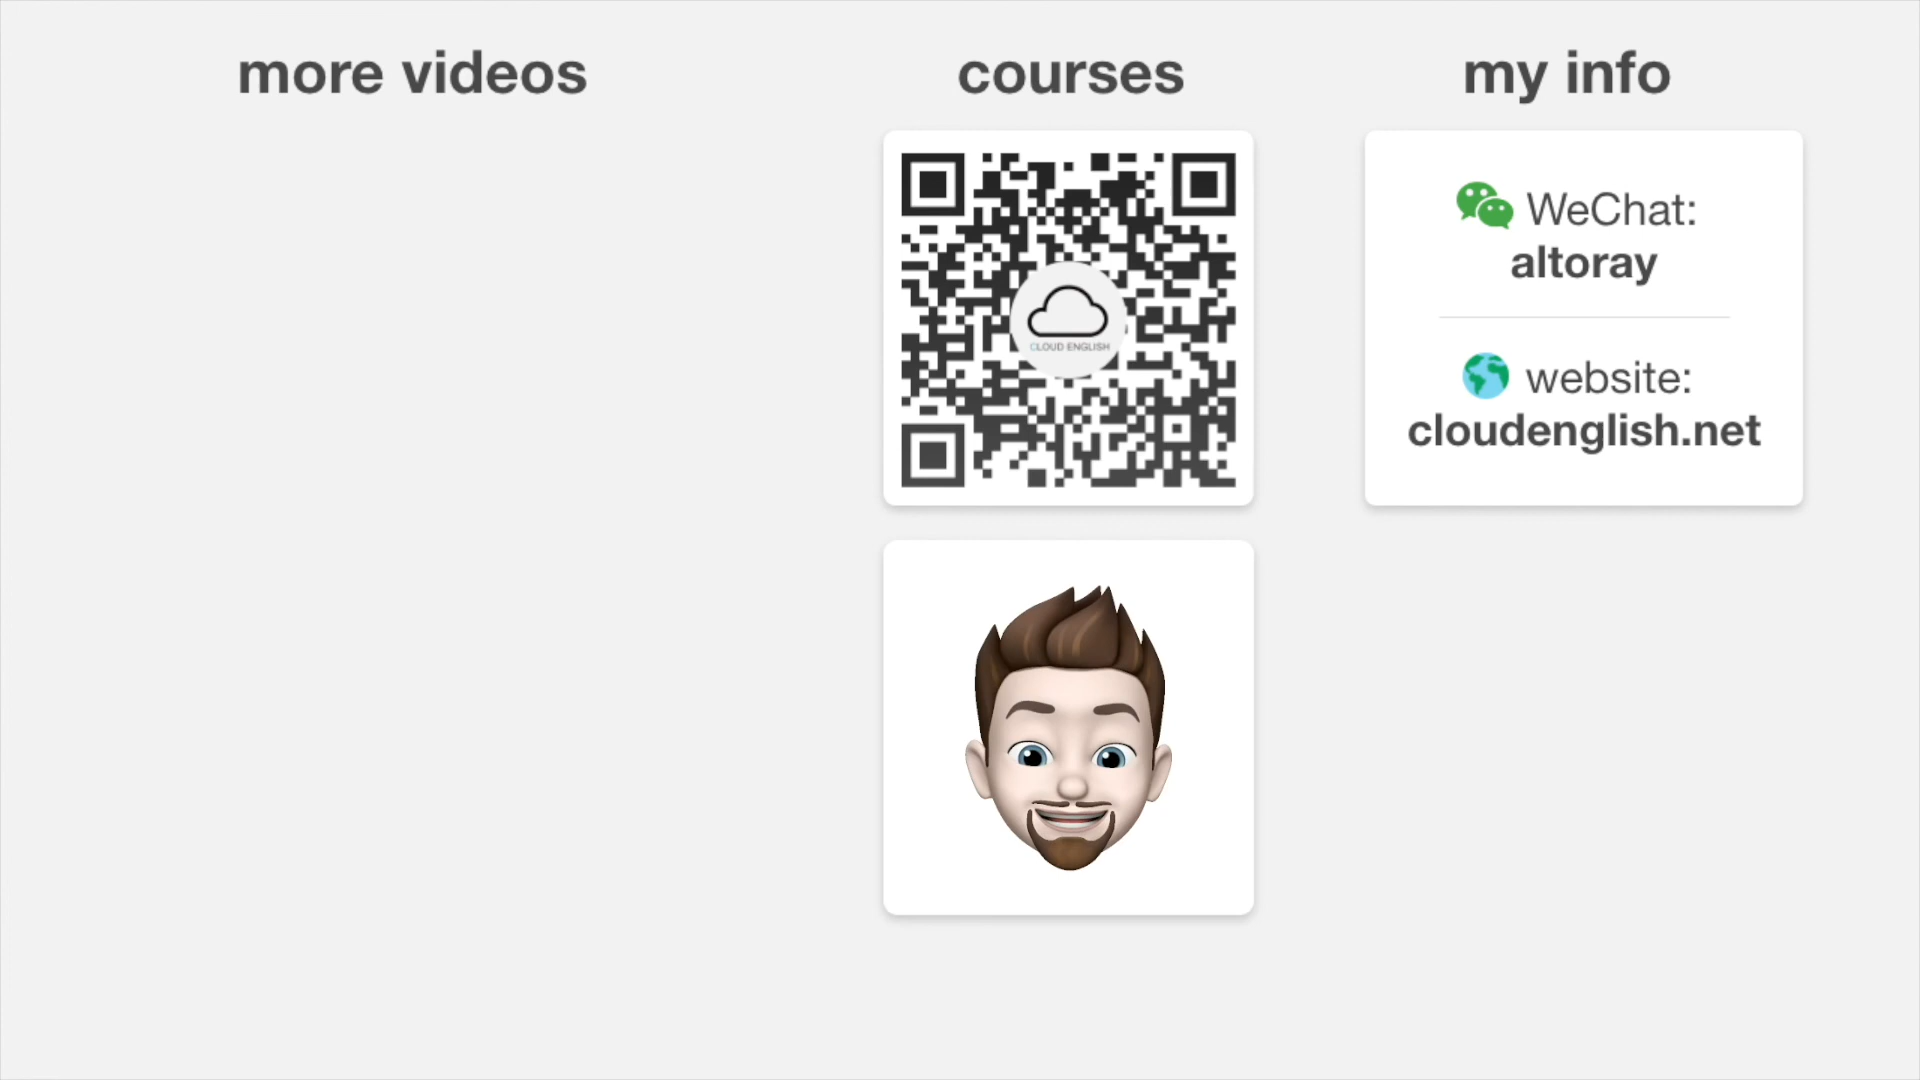 more videos
courses
CLOUD ENGLISH
my info
WeChat:
altoray
website:
cloudenglish.net